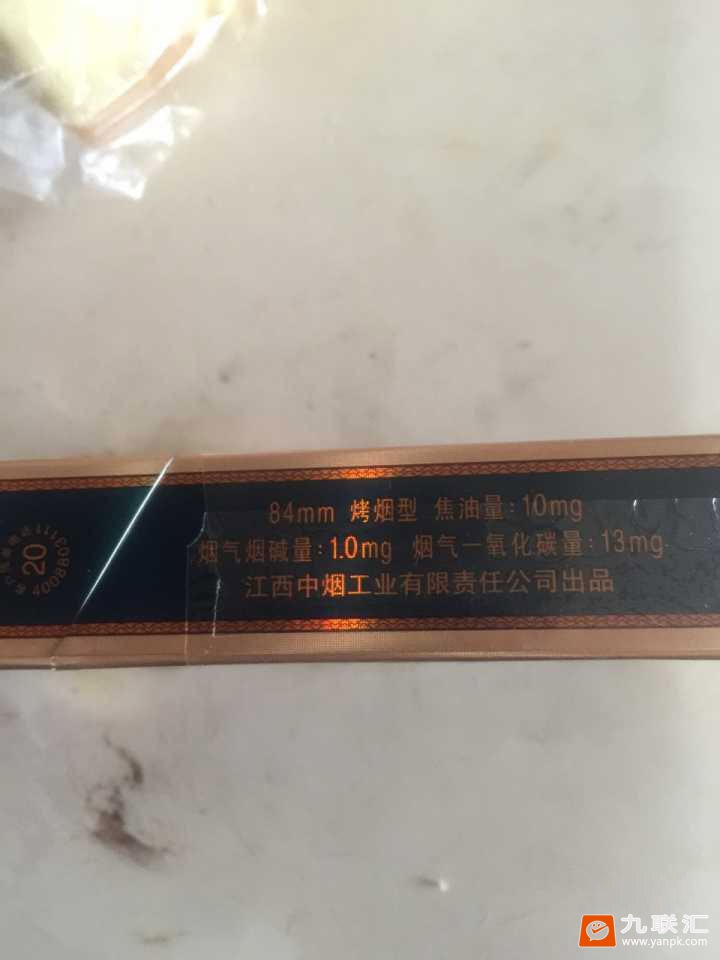 84mm 烤烟型 焦油量:10mg
烟气烟碱量:1.0mg 烟气一氧化碳量:13mg
江西中烟工业有限责任公司出品
20
4008803111
九联汇
www.yanpk.com